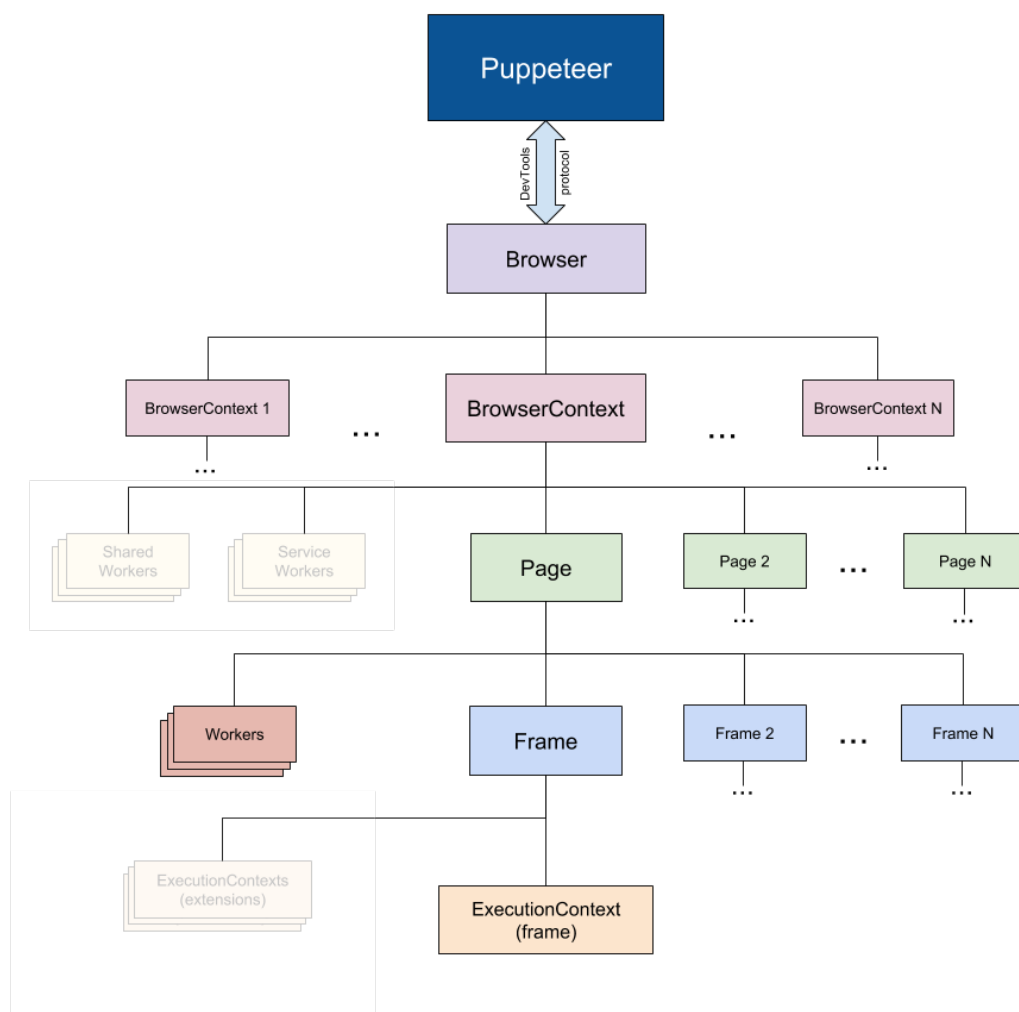 Puppeteer
DevTools
protocol
Browser
BrowserContext 1
...
BrowserContext
...
BrowserContext N
...
...
Shared
Workers
Service
Workers
Page
Page 2
...
Page N
...
...
Workers
Frame
Frame 2
...
Frame N
...
...
ExecutionContexts
(extensions)
ExecutionContext
(frame)